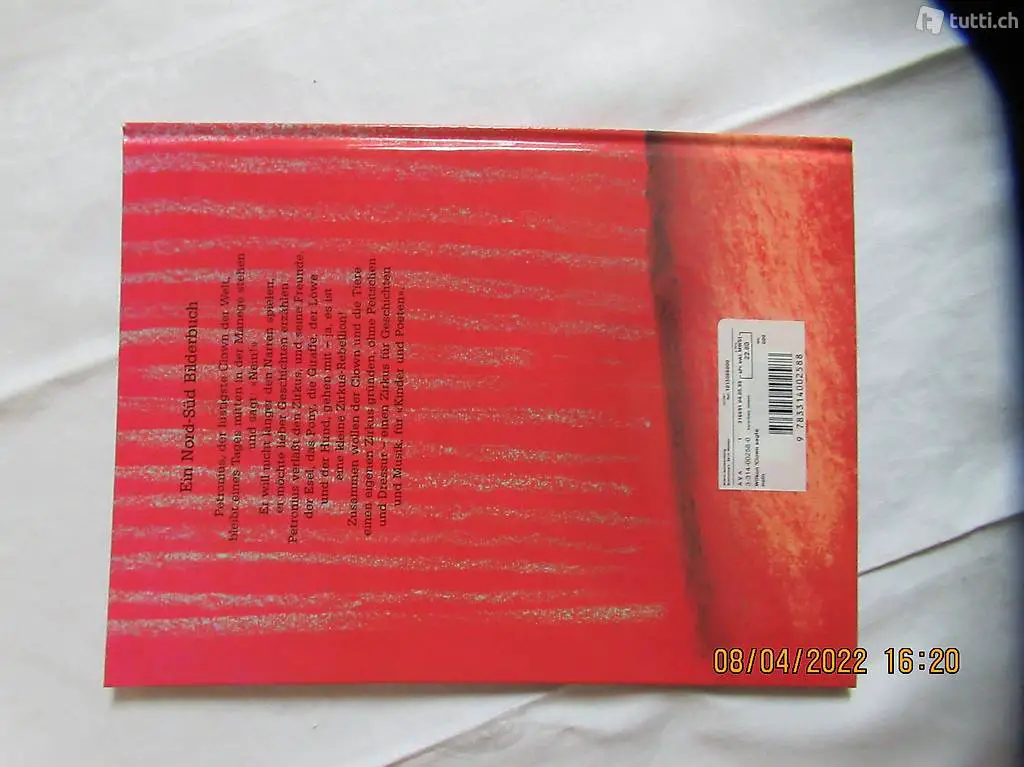 tutti.ch
Ein Nord-Süd Bilderbuch
Petronius, der lustigste Clown der Welt,
bleibt eines Tages mitten in der Manege stehen
und sagt: »Nein!«
Er will nicht länger den Narren spielen,
er möchte lieber Geschichten erzählen.
Petronius verläßt den Zirkus, und seine Freunde,
der Esel, das Pony, die Giraffe, der Löwe
und der Hund, gehen mit – ja, es ist
eine kleine Zirkus-Rebellion!
Zusammen wollen der Clown und die Tiere
einen eigenen Zirkus gründen, ohne Peitschen
und Dressur – einen Zirkus für Geschichten
und Musik, für »Kinder und Poeten«.
AVA
3-314-00258-0
22.80
9 783314 002588
08/04/2022 16:20